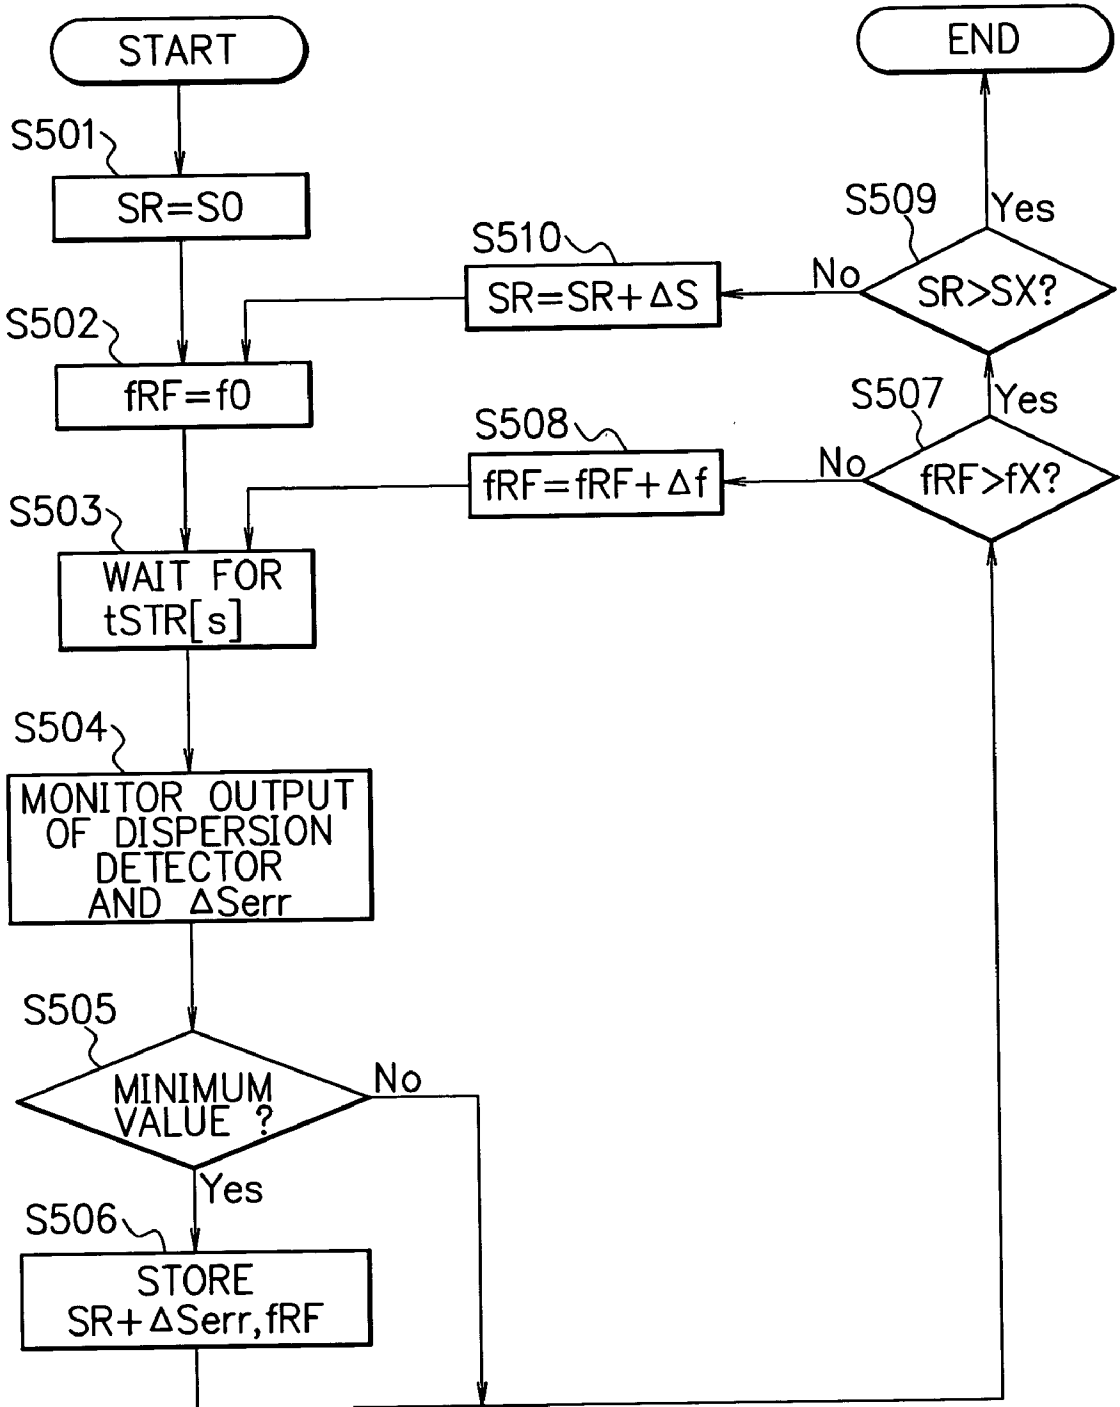 START
S501
SR=S0
S502
fRF=f0
S503
WAIT FOR
tSTR[s]
S504
MONITOR OUTPUT
OF DISPERSION
DETECTOR
AND ΔSerr
S505
MINIMUM
VALUE ?
No
Yes
S506
STORE
SR+ΔSerr,fRF
S507
fRF>fX?
No
Yes
S508
fRF=fRF+Δf
S509
SR>SX?
No
Yes
S510
SR=SR+ΔS
END